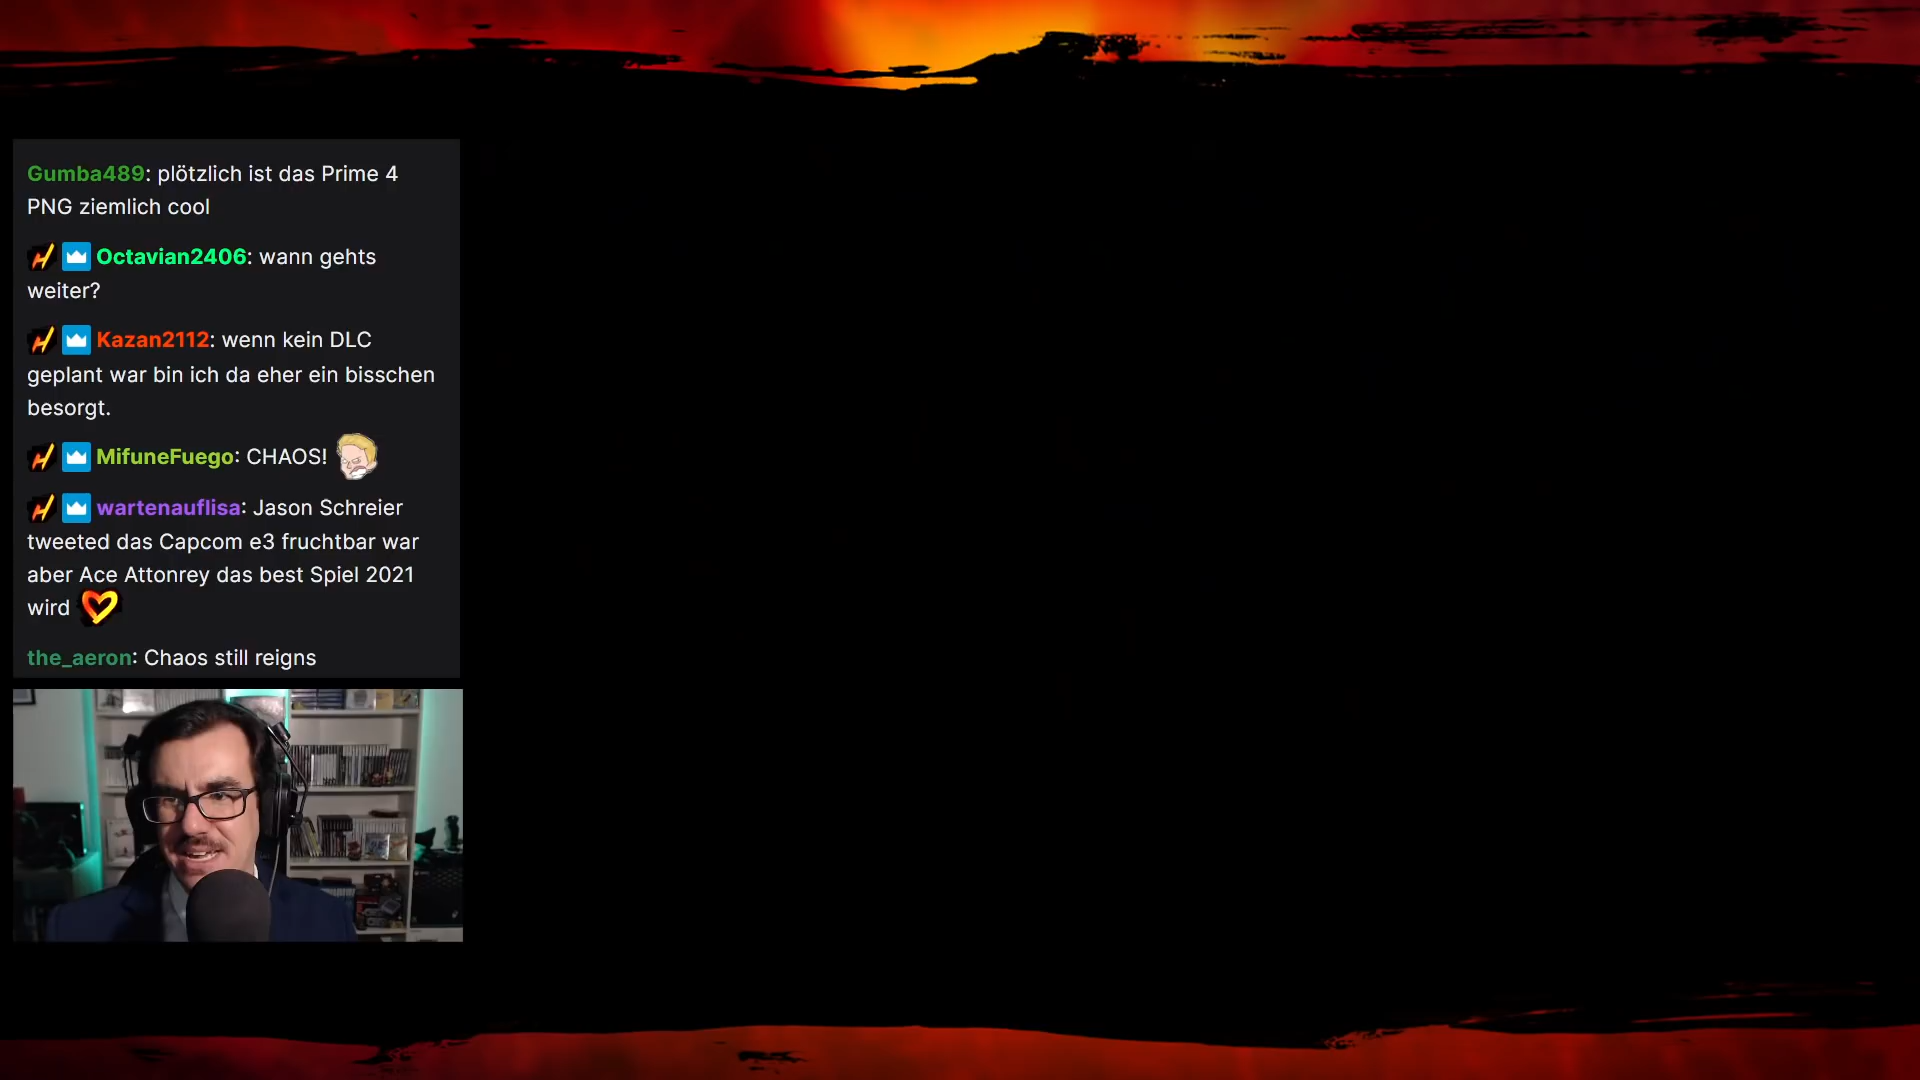 Gumba489: plötzlich ist das Prime 4
PNG ziemlich cool
Octavian2406: wann gehts
weiter?
Kazan2112: wenn kein DLC
geplant war bin ich da eher ein bisschen
besorgt.
MifuneFuego: CHAOS!
wartenauflisa: Jason Schreier
tweeted das Capcom e3 fruchtbar war
aber Ace Attonrey das best Spiel 2021
wird
the_aeron: Chaos still reigns